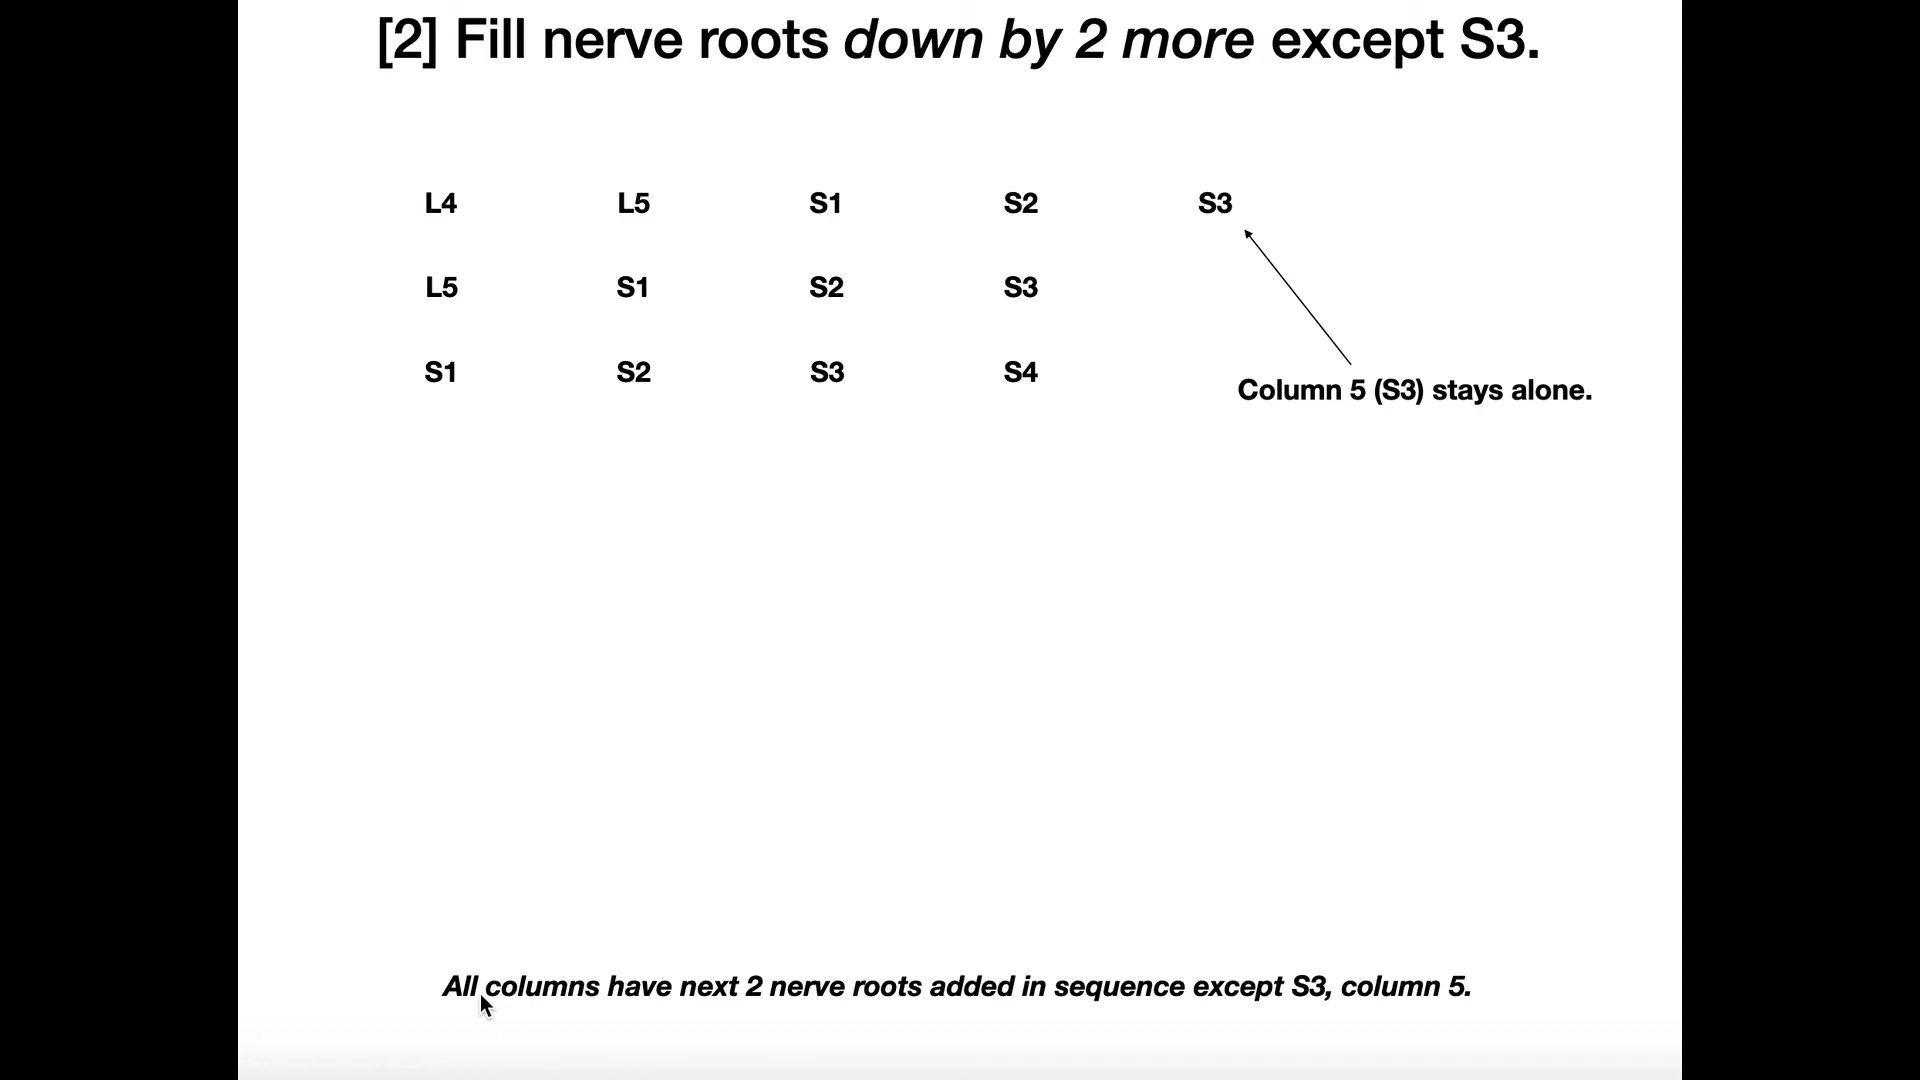 [2] Fill nerve roots down by 2 more except S3.
L4 L5 S1 S2 S3
L5 S1 S2 S3
S1 S2 S3 S4
Column 5 (S3) stays alone.
All columns have next 2 nerve roots added in sequence except S3, column 5.